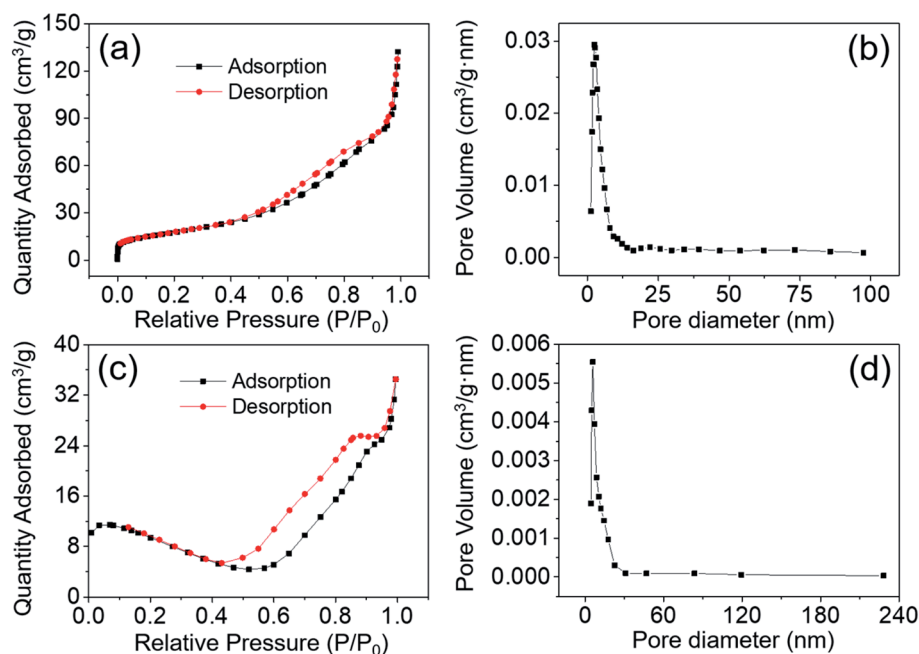 (a)
Adsorption
Desorption
Quantity Adsorbed (cm³/g)
150
120
90
60
30
0
0.0 0.2 0.4 0.6 0.8 1.0
Relative Pressure (P/P₀)
(b)
Pore Volume (cm³/g·nm)
0.03
0.02
0.01
0.00
0 25 50 75 100
Pore diameter (nm)
(c)
Adsorption
Desorption
Quantity Adsorbed (cm³/g)
40
32
24
16
8
0
0.0 0.2 0.4 0.6 0.8 1.0
Relative Pressure (P/P₀)
(d)
Pore Volume (cm³/g·nm)
0.006
0.005
0.004
0.003
0.002
0.001
0.000
0 60 120 180 240
Pore diameter (nm)